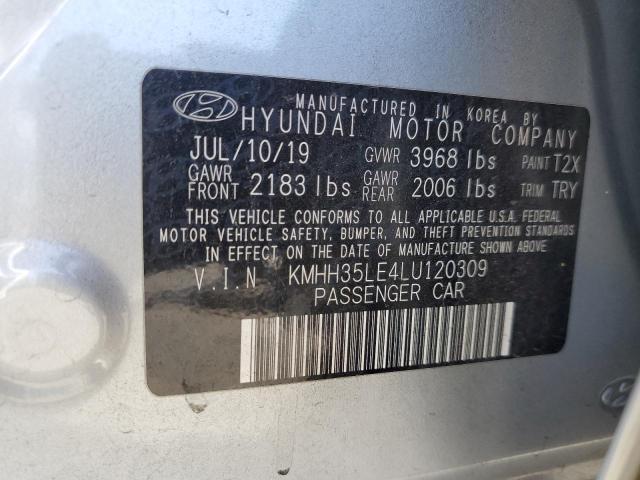 MANUFACTURED IN KOREA BY
HYUNDAI MOTOR COMPANY
JUL/10/19 GVWR 3968 lbs PAINT T2X
GAWR FRONT 2183 lbs GAWR REAR 2006 lbs TRIM TRY
THIS VEHICLE CONFORMS TO ALL APPLICABLE U.S.A. FEDERAL
MOTOR VEHICLE SAFETY, BUMPER, AND THEFT PREVENTION STANDARDS
IN EFFECT ON THE DATE OF MANUFACTURE SHOWN ABOVE.
V.I.N KMHH35LE4LU120309
PASSENGER CAR